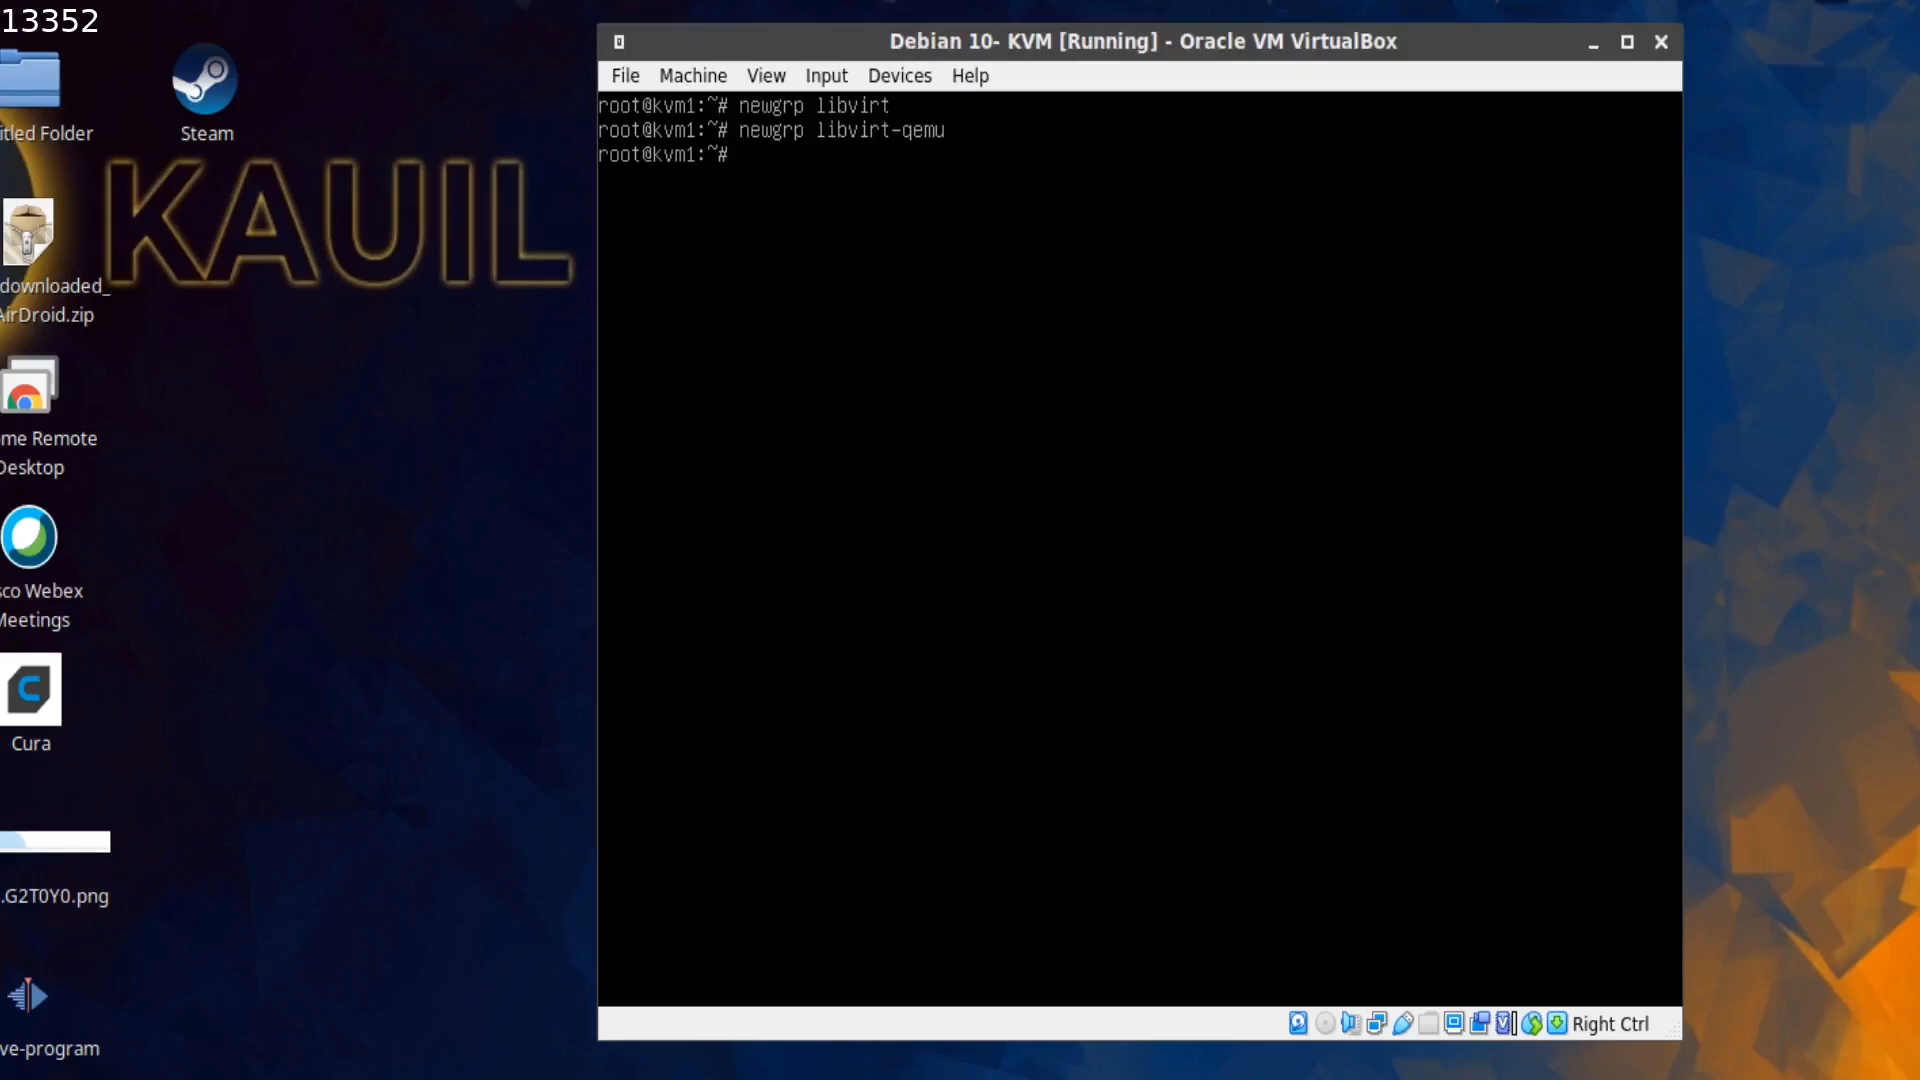 13352
itled Folder
Steam
KAUIL
downloaded_
AirDroid.zip
me Remote
Desktop
sco Webex
Meetings
Cura
.G2T0Y0.png
ve-program
Debian 10- KVM [Running] - Oracle VM VirtualBox
File Machine View Input Devices Help
root@kvm1:~# newgrp libvirt
root@kvm1:~# newgrp libvirt-qemu
root@kvm1:~#
Right Ctrl